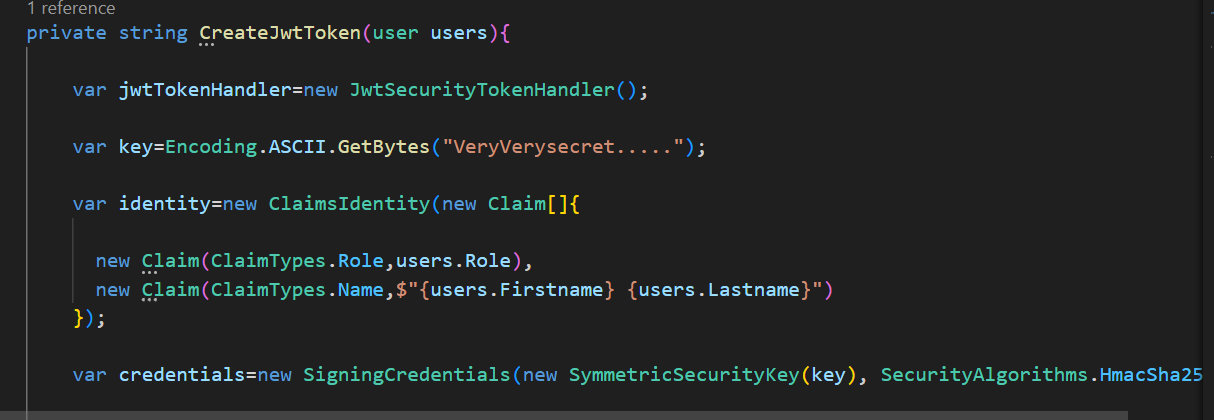 1 reference
private string CreateJwtToken(user users){
var jwtTokenHandler=new JwtSecurityTokenHandler();
var key=Encoding.ASCII.GetBytes("VeryVerysecret.....");
var identity=new ClaimsIdentity(new Claim[]{
new Claim(ClaimTypes.Role,users.Role),
new Claim(ClaimTypes.Name,$"{users.Firstname} {users.Lastname}")
});
var credentials=new SigningCredentials(new SymmetricSecurityKey(key), SecurityAlgorithms.HmacSha25